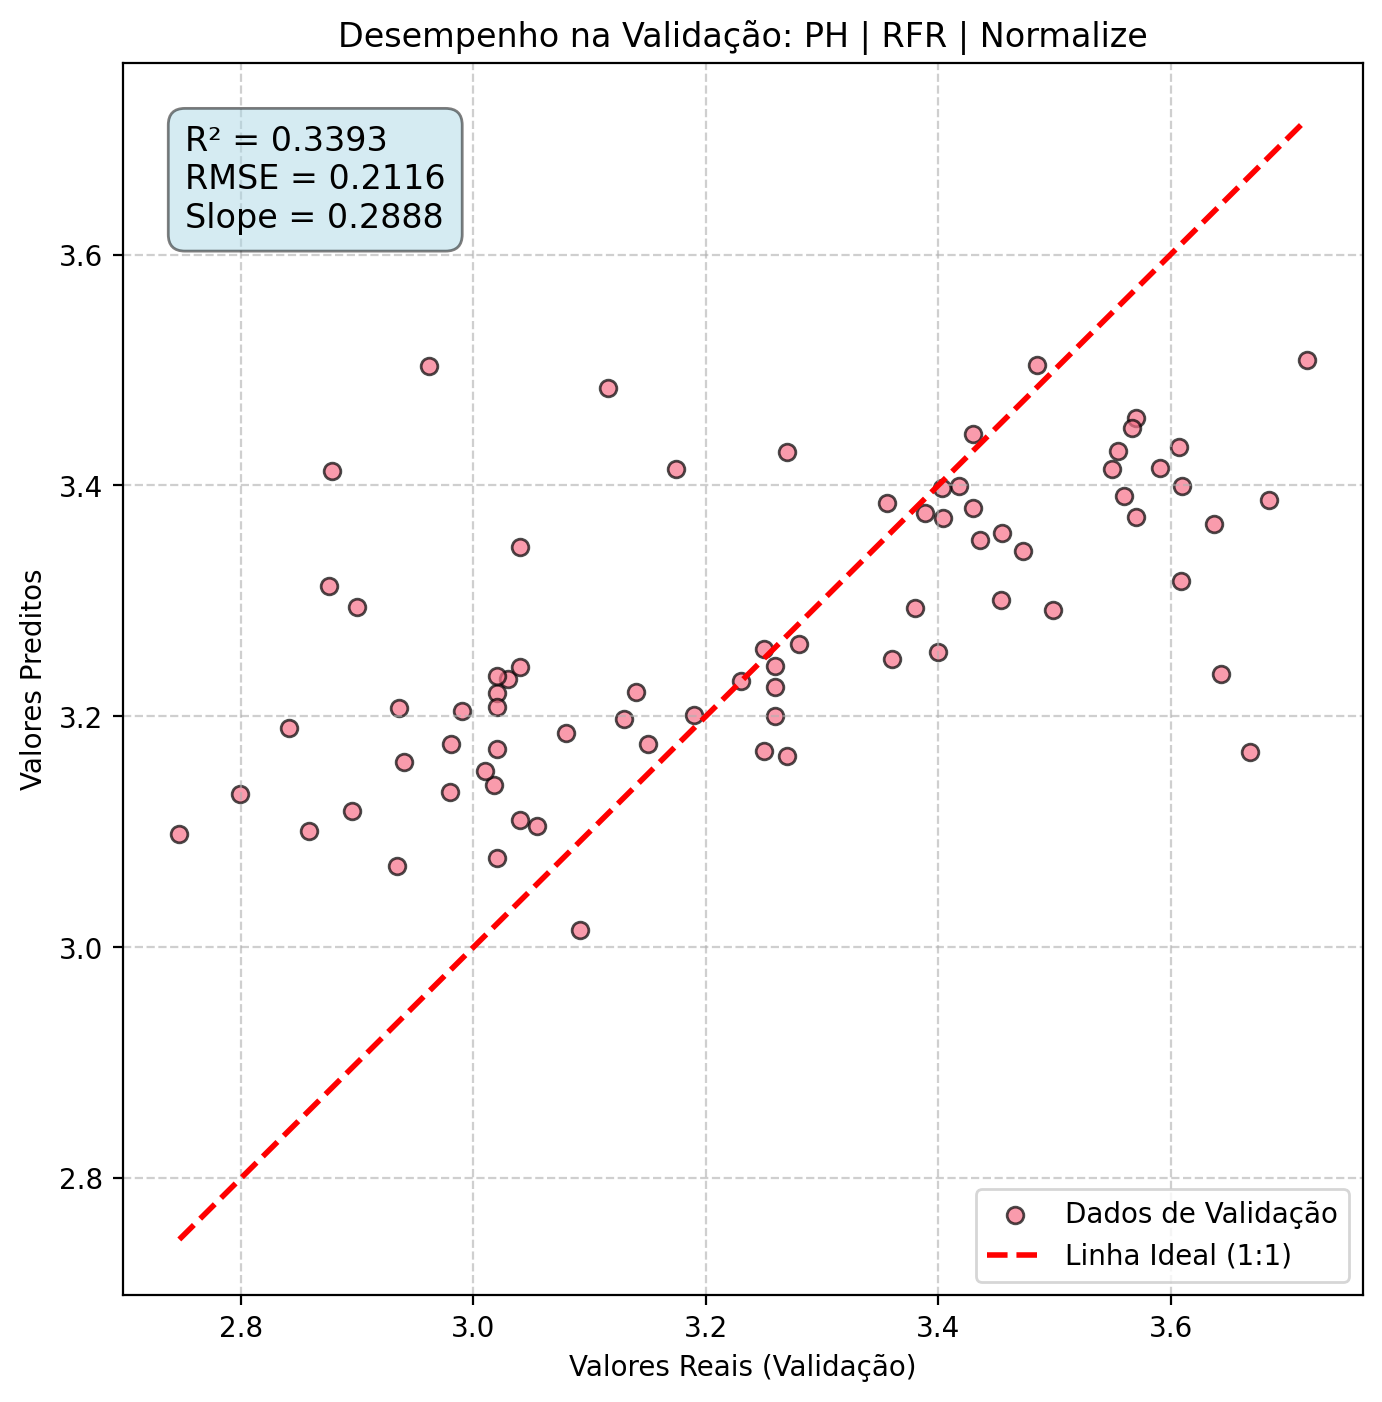 Desempenho na Validação: PH | RFR | Normalize
R² = 0.3393
RMSE = 0.2116
Slope = 0.2888
3.6
3.4
3.2
3.0
2.8
Valores Preditos
Dados de Validação
Linha Ideal (1:1)
2.8 3.0 3.2 3.4 3.6
Valores Reais (Validação)